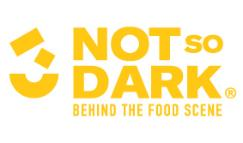 NOT SO
DARK®
BEHIND THE FOOD SCENE